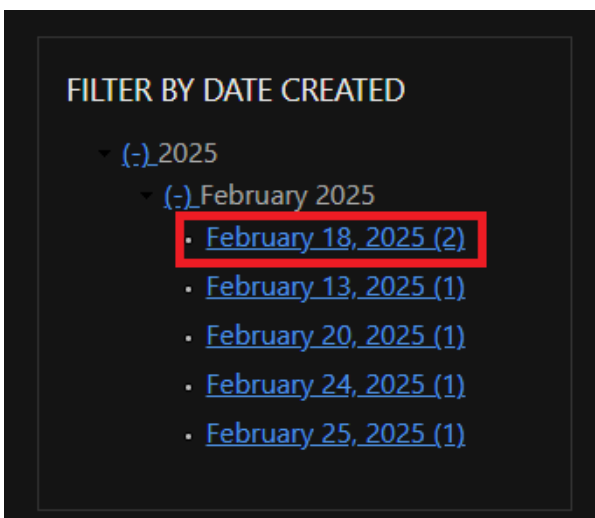 FILTER BY DATE CREATED
(-) 2025
(-) February 2025
February 18, 2025 (2)
February 13, 2025 (1)
February 20, 2025 (1)
February 24, 2025 (1)
February 25, 2025 (1)